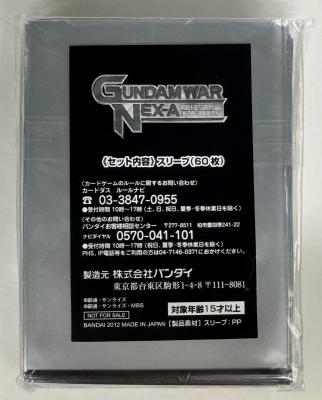 GUNDAM WAR
NEX-A
《セット内容》スリーブ(60枚)
(カードゲームのルールに関するお問い合わせ)
カードダス ルールナビ
☎ 03-3847-0955
●受付時間 10時〜17時(土、日、祝日、夏季・冬季休業日を除く)
(その他のお問い合わせ)
バンダイお客様相談センター 〒277-8511 柏市豊四季241-22
ナビダイヤル 0570-041-101
●受付時間 10時〜17時(祝日、夏季・冬季休業日を除く)
PHS、IP電話等をご利用の方は04-7146-0371におかけください。
製造元 株式会社バンダイ
東京都台東区駒形1-4-8 〒111-8081
©創通・サンライズ
©創通・サンライズ・MBS
NOT FOR SALE
対象年齢15才以上
BANDAI 2012 MADE IN JAPAN [製品素材] スリーブ:PP